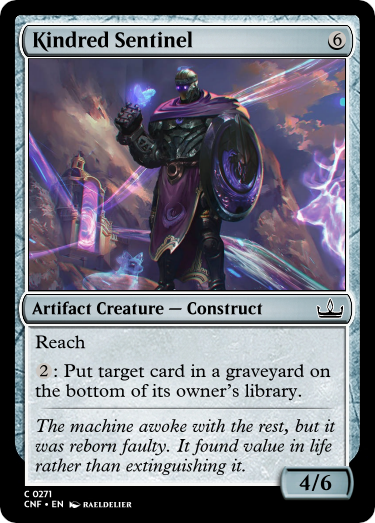 Kindred Sentinel 6
Artifact Creature — Construct
Reach
2: Put target card in a graveyard on
the bottom of its owner's library.
The machine awoke with the rest, but it
was reborn faulty. It found value in life
rather than extinguishing it.
4/6
C 0271
CNF • EN RAELDELIER